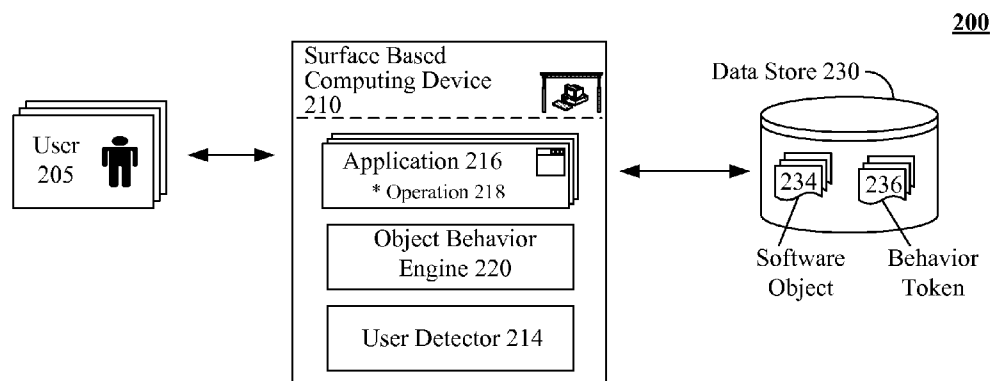 200
Surface Based
Computing Device
210
Data Store 230
User
205
Application 216
* Operation 218
234
236
Object Behavior
Engine 220
Software
Object
Behavior
Token
User Detector 214